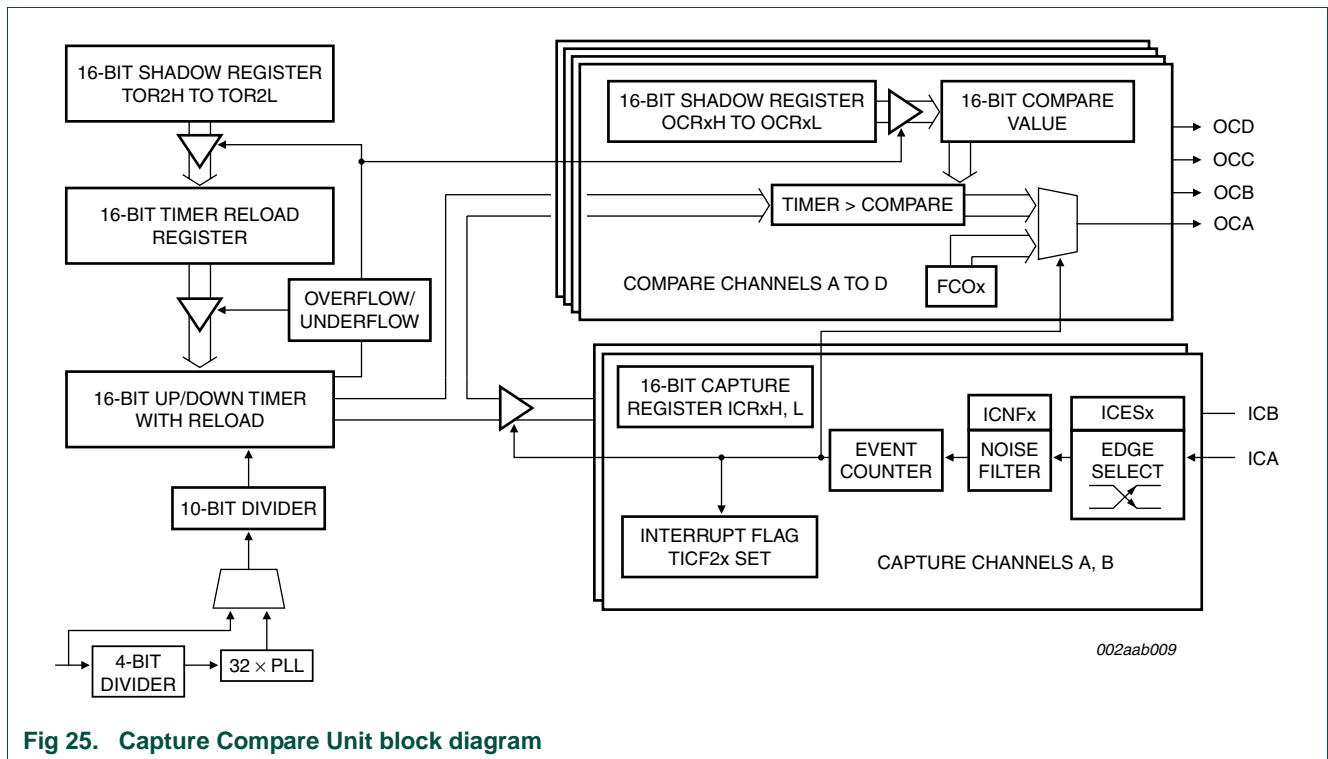 16-BIT SHADOW REGISTER
TOR2H TO TOR2L
16-BIT TIMER RELOAD
REGISTER
OVERFLOW/
UNDERFLOW
16-BIT UP/DOWN TIMER
WITH RELOAD
10-BIT DIVIDER
4-BIT
DIVIDER
32 × PLL
16-BIT SHADOW REGISTER
OCRxH TO OCRxL
16-BIT COMPARE
VALUE
TIMER > COMPARE
FCOx
COMPARE CHANNELS A TO D
OCD
OCC
OCB
OCA
16-BIT CAPTURE
REGISTER ICRxH, L
EVENT
COUNTER
ICNFx
NOISE
FILTER
ICESx
EDGE
SELECT
ICB
ICA
INTERRUPT FLAG
TICF2x SET
CAPTURE CHANNELS A, B
002aab009
Fig 25. Capture Compare Unit block diagram